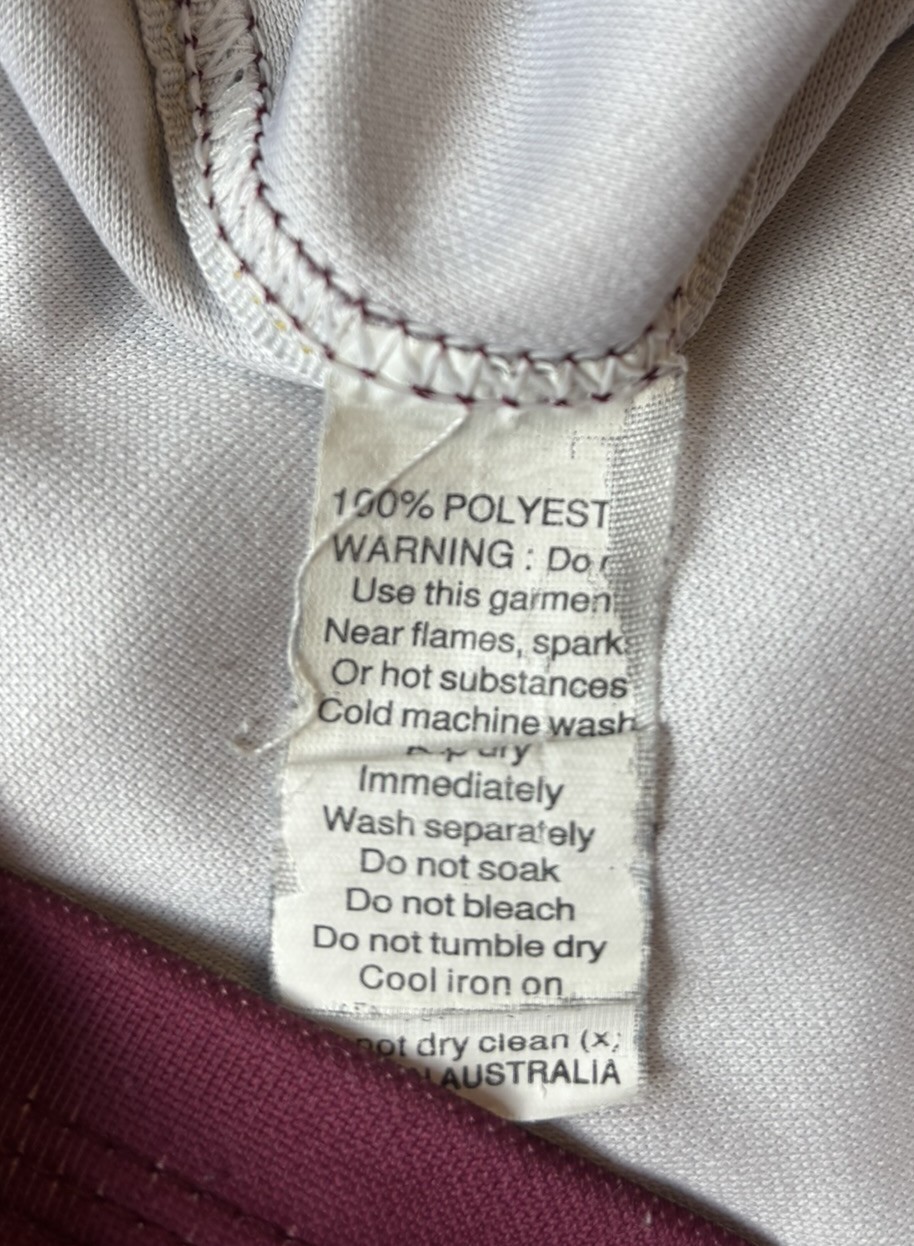 100% POLYEST
WARNING : Do
Use this garmen
Near flames, spark
Or hot substances
Cold machine wash
dry
Immediately
Wash separately
Do not soak
Do not bleach
Do not tumble dry
Cool iron on
not dry clean (x)
AUSTRALIA